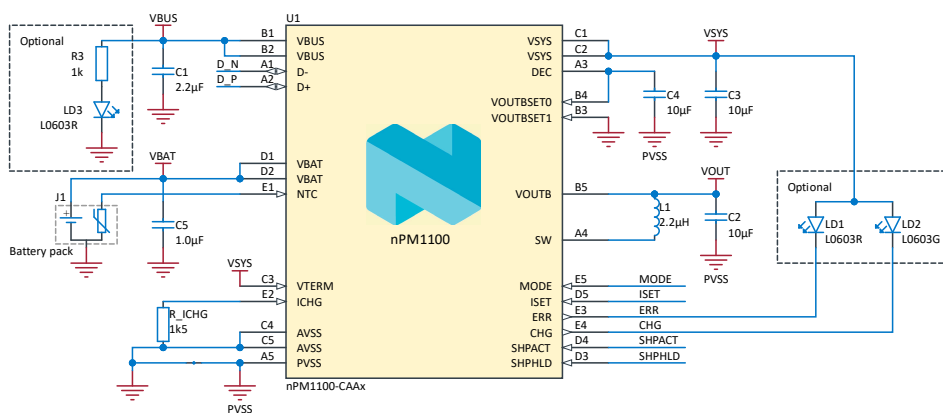 U1
VBUS
Optional
R3
1k
LD3
L0603R
C1
2.2µF
D_N
D_P
B1
VBUS
B2
VBUS
A1
D-
A2
D+
VBAT
J1
+
Battery pack
C5
1.0µF
D1
VBAT
D2
VBAT
E1
NTC
VSYS
C3
VTERM
E2
ICHG
R_ICHG
1k5
C4
AVSS
C5
AVSS
A5
PVSS
PVSS
nPM1100
nPM1100-CAAx
VSYS
C1
VSYS
C2
DEC
A3
VOUTBSET0
B4
VOUTBSET1
B3
C4
10µF
PVSS
VSYS
C3
10µF
VOUTB
B5
SW
A4
L1
2.2µH
VOUT
C2
10µF
PVSS
Optional
LD1
L0603R
LD2
L0603G
MODE
E5
MODE
ISET
D5
ISET
ERR
E3
ERR
CHG
E4
CHG
SHPACT
D4
SHPACT
SHPHLD
D3
SHPHLD